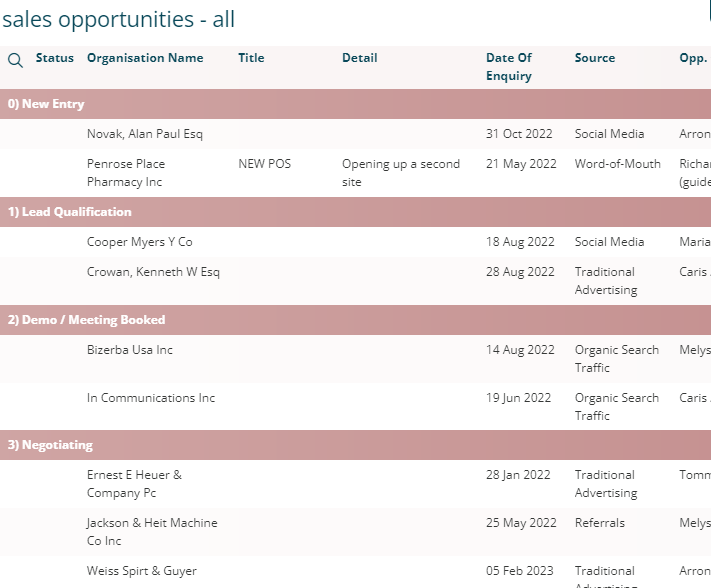 sales opportunities - all
Status Organisation Name Title Detail Date Of Enquiry Source Opp.
0) New Entry
Novak, Alan Paul Esq 31 Oct 2022 Social Media Arron
Penrose Place Pharmacy Inc NEW POS Opening up a second site 21 May 2022 Word-of-Mouth (guide
1) Lead Qualification
Cooper Myers Y Co 18 Aug 2022 Social Media Maria
Crowan, Kenneth W Esq 28 Aug 2022 Traditional Advertising Caris
2) Demo / Meeting Booked
Bizerba Usa Inc 14 Aug 2022 Organic Search Traffic Melys
In Communications Inc 19 Jun 2022 Organic Search Traffic Caris
3) Negotiating
Ernest E Heuer & Company Pc 28 Jan 2022 Traditional Advertising
Jackson & Heit Machine Co Inc 25 May 2022 Referrals Melys
Weiss Spirt & Guyer 05 Feb 2023 Traditional Arron